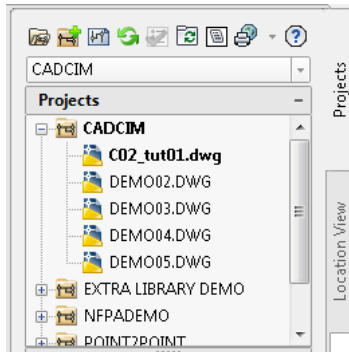 CADCIM
Projects
CADCIM
C02_tut01.dwg
DEMO02.DWG
DEMO03.DWG
DEMO04.DWG
DEMO05.DWG
EXTRA LIBRARY DEMO
NFPADEMO
POINT2POINT
Projects
Location View